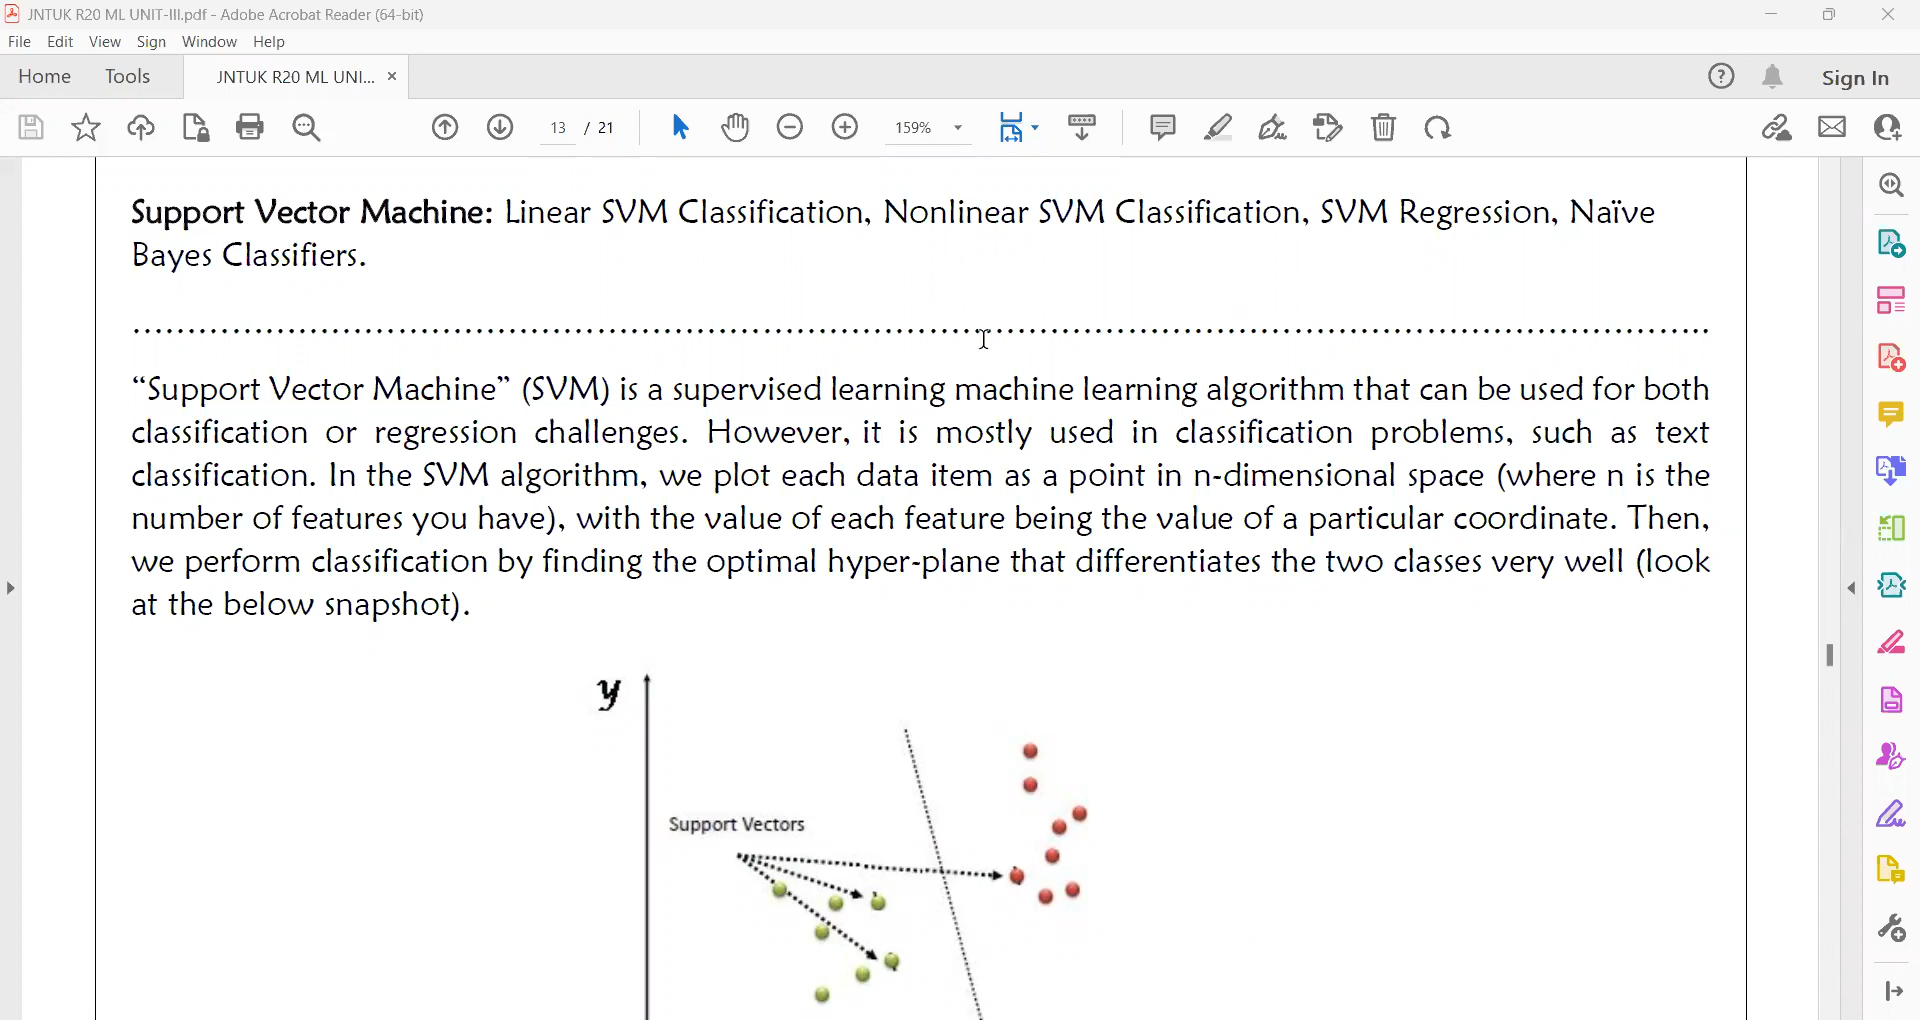 JNTUK R20 ML UNIT-III.pdf - Adobe Acrobat Reader (64-bit)
File Edit View Sign Window Help
Home Tools JNTUK R20 ML UNI... × Sign In
13 / 21 159%
Support Vector Machine: Linear SVM Classification, Nonlinear SVM Classification, SVM Regression, Naïve
Bayes Classifiers.
“Support Vector Machine” (SVM) is a supervised learning machine learning algorithm that can be used for both
classification or regression challenges. However, it is mostly used in classification problems, such as text
classification. In the SVM algorithm, we plot each data item as a point in n-dimensional space (where n is the
number of features you have), with the value of each feature being the value of a particular coordinate. Then,
we perform classification by finding the optimal hyper-plane that differentiates the two classes very well (look
at the below snapshot).
y
Support Vectors